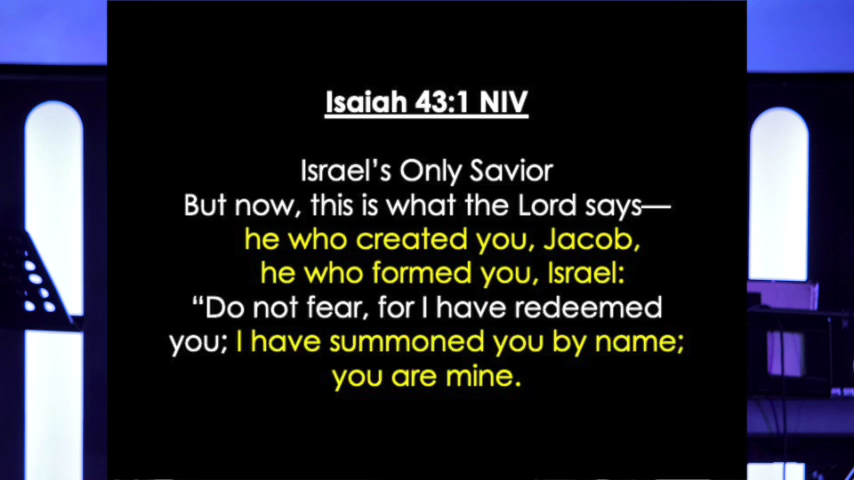 Isaiah 43:1 NIV
Israel's Only Savior
But now, this is what the Lord says—
he who created you, Jacob,
he who formed you, Israel:
“Do not fear, for I have redeemed
you; I have summoned you by name;
you are mine.